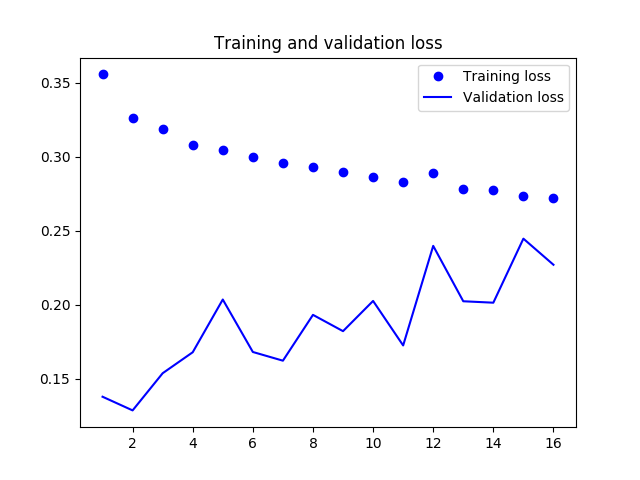 Training and validation loss
Training loss
Validation loss
0.35
0.30
0.25
0.20
0.15
2 4 6 8 10 12 14 16